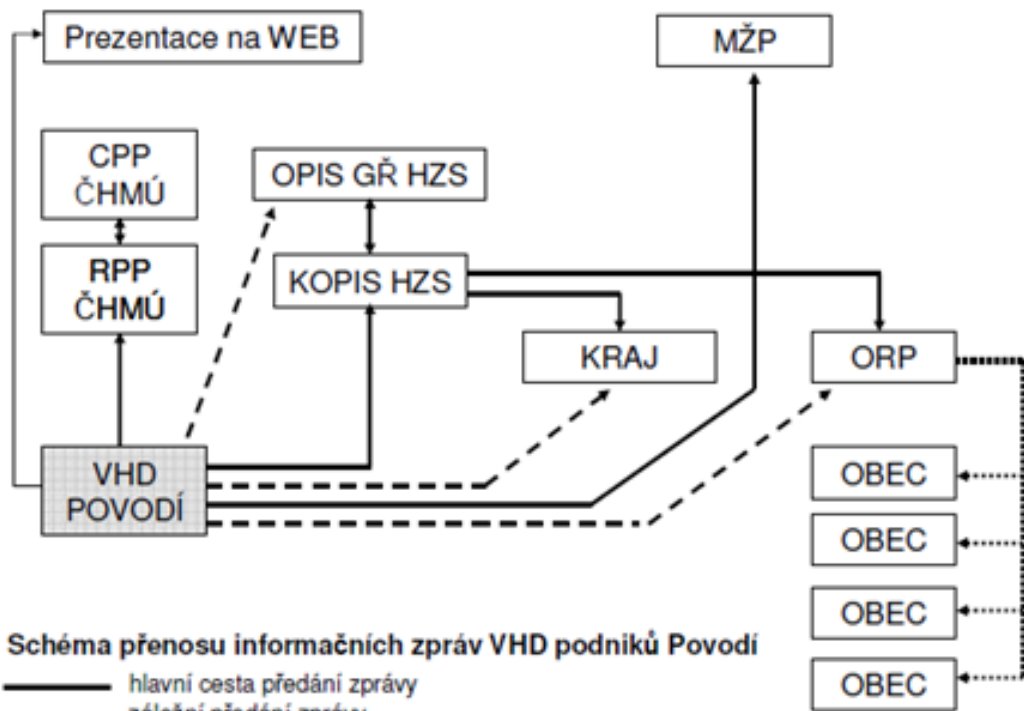 Prezentace na WEB
MŽP
CPP
ČHMÚ
OPIS GŘ HZS
RPP
ČHMÚ
KOPIS HZS
KRAJ
ORP
VHD
POVODÍ
OBEC
OBEC
OBEC
OBEC
Schéma přenosu informačních zpráv VHD podniků Povodí
hlavní cesta předání zprávy